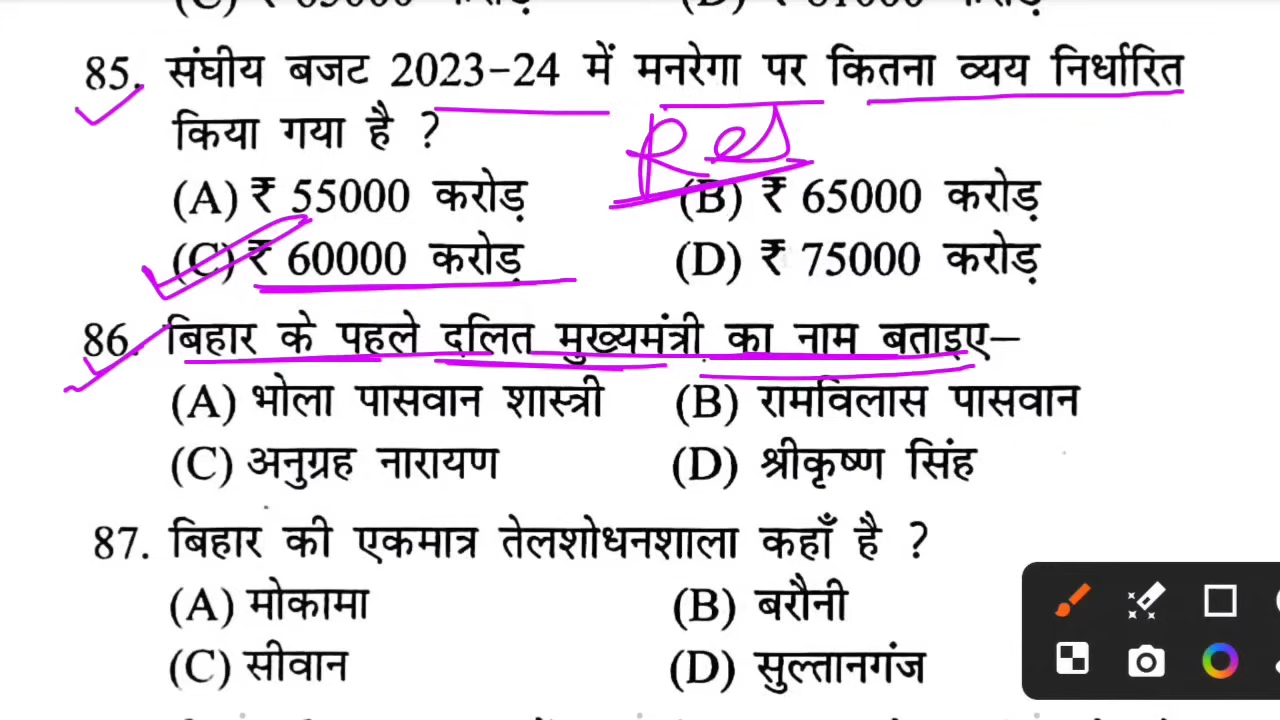 85. संघीय बजट 2023-24 में मनरेगा पर कितना व्यय निर्धारित
किया गया है ?
Res
(A) ₹ 55000 करोड़ (B) ₹ 65000 करोड़
(C) ₹ 60000 करोड़ (D) ₹ 75000 करोड़
86. बिहार के पहले दलित मुख्यमंत्री का नाम बताइए–
(A) भोला पासवान शास्त्री (B) रामविलास पासवान
(C) अनुग्रह नारायण (D) श्रीकृष्ण सिंह
87. बिहार की एकमात्र तेलशोधनशाला कहाँ है ?
(A) मोकामा (B) बरौनी
(C) सीवान (D) सुल्तानगंज